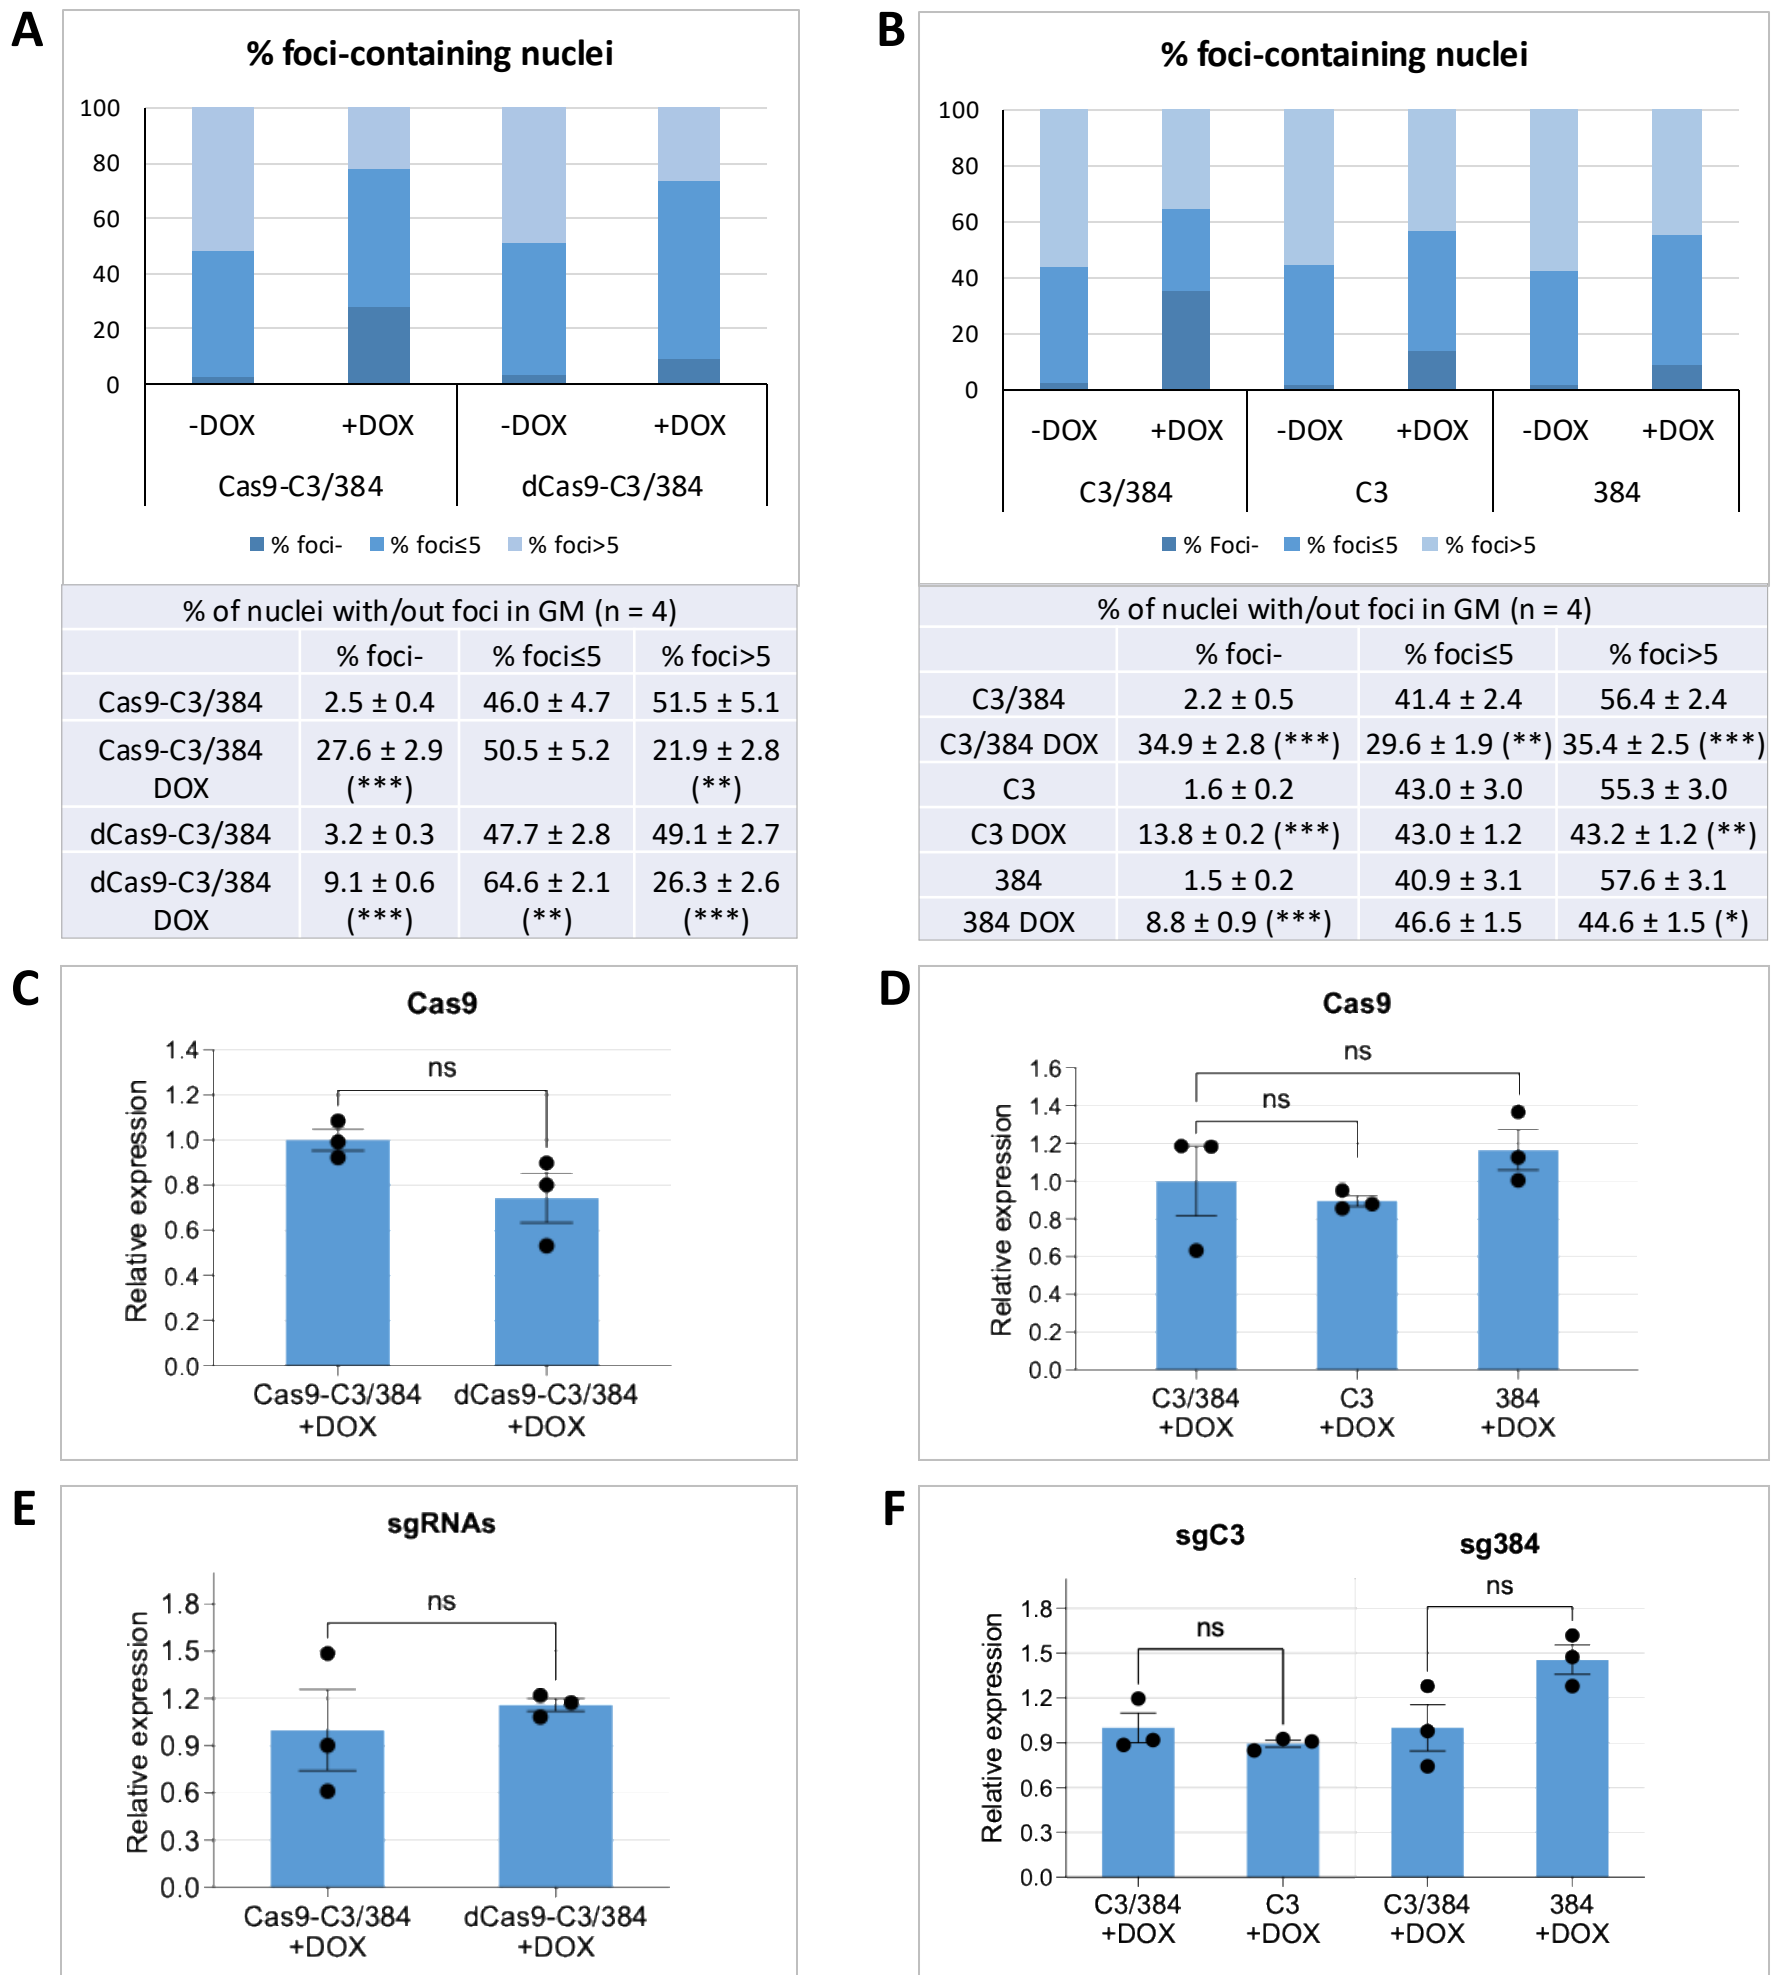 A
% foci-containing nuclei
100
80
60
40
20
0
-DOX +DOX -DOX +DOX
Cas9-C3/384 dCas9-C3/384
% foci- % foci≤5 % foci>5
% of nuclei with/out foci in GM (n = 4)
% foci- % foci≤5 % foci>5
Cas9-C3/384 2.5 ± 0.4 46.0 ± 4.7 51.5 ± 5.1
Cas9-C3/384 27.6 ± 2.9 50.5 ± 5.2 21.9 ± 2.8
DOX (***) (**)
dCas9-C3/384 3.2 ± 0.3 47.7 ± 2.8 49.1 ± 2.7
dCas9-C3/384 9.1 ± 0.6 64.6 ± 2.1 26.3 ± 2.6
DOX (***) (**) (***)
B
% foci-containing nuclei
100
80
60
40
20
0
-DOX +DOX -DOX +DOX -DOX +DOX
C3/384 C3 384
% Foci- % foci≤5 % foci>5
% of nuclei with/out foci in GM (n = 4)
% foci- % foci≤5 % foci>5
C3/384 2.2 ± 0.5 41.4 ± 2.4 56.4 ± 2.4
C3/384 DOX 34.9 ± 2.8 (***) 29.6 ± 1.9 (**) 35.4 ± 2.5 (***)
C3 1.6 ± 0.2 43.0 ± 3.0 55.3 ± 3.0
C3 DOX 13.8 ± 0.2 (***) 43.0 ± 1.2 43.2 ± 1.2 (**)
384 1.5 ± 0.2 40.9 ± 3.1 57.6 ± 3.1
384 DOX 8.8 ± 0.9 (***) 46.6 ± 1.5 44.6 ± 1.5 (*)
C
Cas9
Relative expression
1.4
1.2
1.0
0.8
0.6
0.4
0.2
0.0
ns
Cas9-C3/384 dCas9-C3/384
+DOX +DOX
D
Cas9
Relative expression
1.6
1.4
1.2
1.0
0.8
0.6
0.4
0.2
0.0
ns
ns
C3/384 C3 384
+DOX +DOX +DOX
E
sgRNAs
Relative expression
1.8
1.5
1.2
0.9
0.6
0.3
0.0
ns
Cas9-C3/384 dCas9-C3/384
+DOX +DOX
F
sgC3 sg384
Relative expression
1.8
1.5
1.2
0.9
0.6
0.3
0.0
ns
ns
C3/384 C3 C3/384 384
+DOX +DOX +DOX +DOX